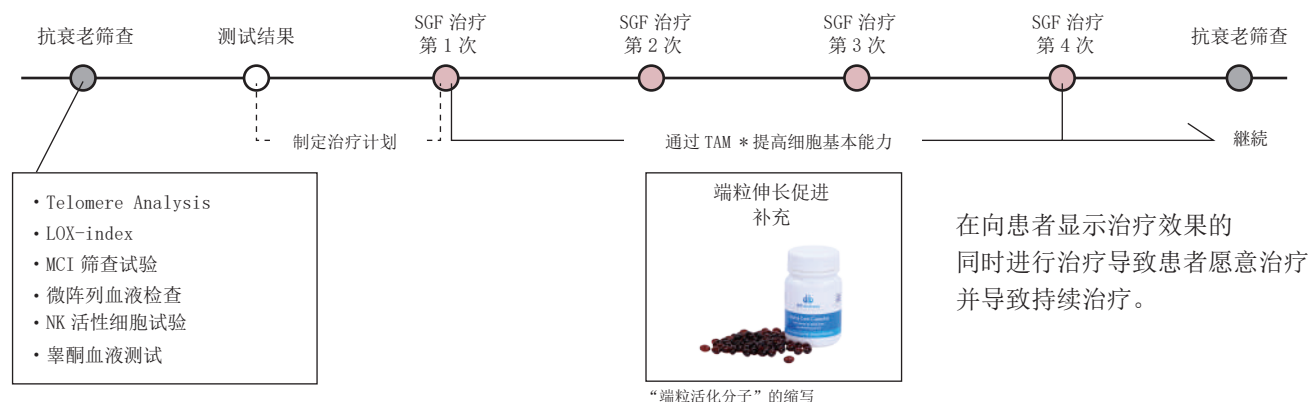 抗衰老筛查
测试结果
SGF 治疗
第 1 次
SGF 治疗
第 2 次
SGF 治疗
第 3 次
SGF 治疗
第 4 次
抗衰老筛查
制定治疗计划
通过 TAM * 提高细胞基本能力
継続
・Telomere Analysis
・LOX-index
・MCI 筛查试验
・微阵列血液检查
・NK 活性细胞试验
・睾酮血液测试
端粒伸长促进
补充
在向患者显示治疗效果的
同时进行治疗导致患者愿意治疗
并导致持续治疗。
“端粒活化分子”的缩写